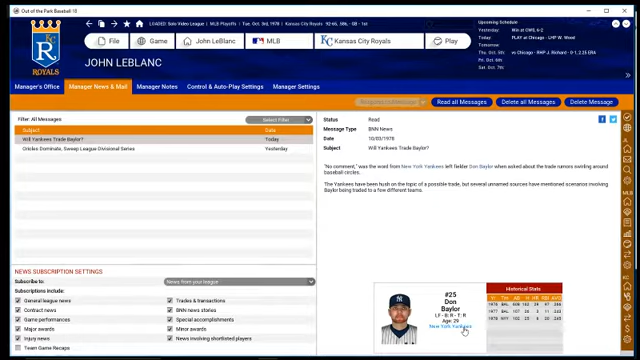 Out of the Park Baseball 18
LOADED: Solo Video League
MLB Playoffs
Tue. Oct. 3rd, 1978
Kansas City Royals
File
Game
John LeBlanc
MLB
Kansas City Royals
Play
Upcoming Schedule
Today PLAY at Chicago - LHP W. Wood
Tomorrow
ROYALS
JOHN LEBLANC
Manager's Office
Manager News & Mail
Manager Notes
Control & Auto-Play Settings
Manager Settings
Read all Messages
Delete all Messages
Delete Message
Filter: All Messages
Select Filter
Subject
Date
Will Yankees Trade Baylor?
Today
Orioles Dominate, Sweep League Divisional Series
Yesterday
Status
Read
Message Type
BNN News
Date
10/03/1978
Subject
Will Yankees Trade Baylor?
"No comment," was the word from New York Yankees left fielder Don Baylor when asked about the trade rumors swirling around
baseball circles.
The Yankees have been hush on the topic of a possible trade, but several unnamed sources have mentioned scenarios involving
Baylor being traded to a few different teams.
NEWS SUBSCRIPTION SETTINGS
Subscribe to:
News from your league
Subscriptions include:
General league news
Trades & transactions
Contract news
BNN news stories
Game performances
Special accomplishments
Major awards
Minor awards
Injury news
News involving shortlisted players
Team Game Recaps
#25
Don
Baylor
LF - B: R - T: R
Age: 29
New York Yankees
Historical Stats